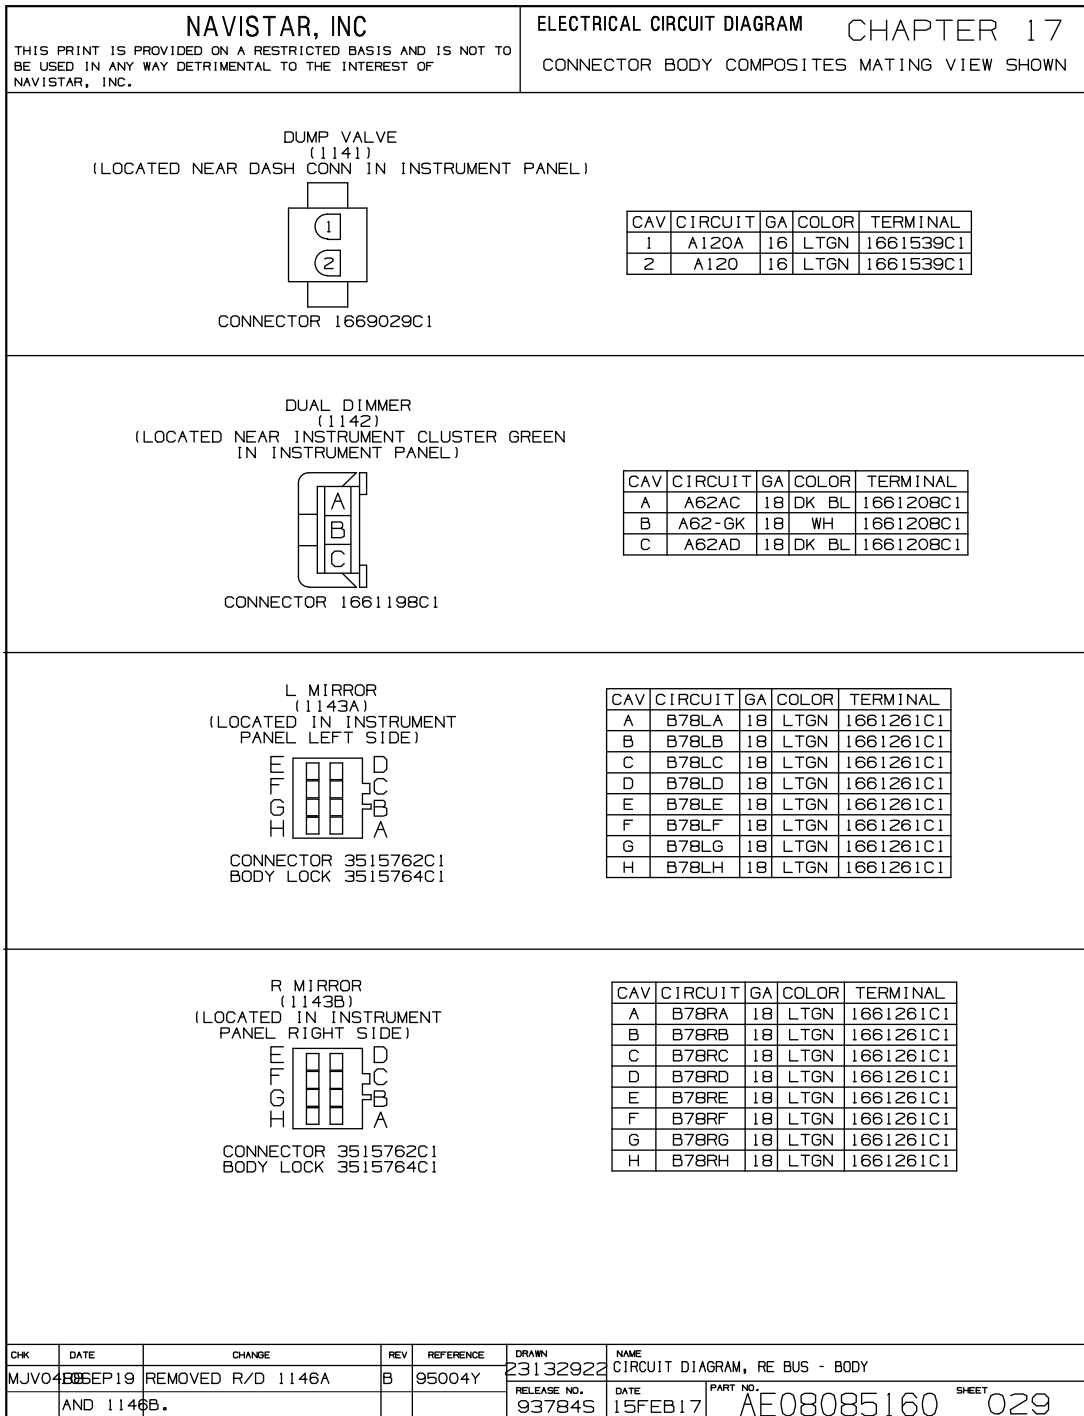 NAVISTAR, INC
THIS PRINT IS PROVIDED ON A RESTRICTED BASIS AND IS NOT TO
BE USED IN ANY WAY DETRIMENTAL TO THE INTEREST OF
NAVISTAR, INC.
ELECTRICAL CIRCUIT DIAGRAM CHAPTER 17
CONNECTOR BODY COMPOSITES MATING VIEW SHOWN
DUMP VALVE
(1141)
(LOCATED NEAR DASH CONN IN INSTRUMENT PANEL)
1
2
CONNECTOR 1669029C1
CAV CIRCUIT GA COLOR TERMINAL
1 A120A 16 LTGN 1661539C1
2 A120 16 LTGN 1661539C1
DUAL DIMMER
(1142)
(LOCATED NEAR INSTRUMENT CLUSTER GREEN
IN INSTRUMENT PANEL)
A
B
C
CONNECTOR 1661198C1
CAV CIRCUIT GA COLOR TERMINAL
A A62AC 18 DK BL 1661208C1
B A62-GK 18 WH 1661208C1
C A62AD 18 DK BL 1661208C1
L MIRROR
(1143A)
(LOCATED IN INSTRUMENT
PANEL LEFT SIDE)
E D
F C
G B
H A
CONNECTOR 3515762C1
BODY LOCK 3515764C1
CAV CIRCUIT GA COLOR TERMINAL
A B78LA 18 LTGN 1661261C1
B B78LB 18 LTGN 1661261C1
C B78LC 18 LTGN 1661261C1
D B78LD 18 LTGN 1661261C1
E B78LE 18 LTGN 1661261C1
F B78LF 18 LTGN 1661261C1
G B78LG 18 LTGN 1661261C1
H B78LH 18 LTGN 1661261C1
R MIRROR
(1143B)
(LOCATED IN INSTRUMENT
PANEL RIGHT SIDE)
E D
F C
G B
H A
CONNECTOR 3515762C1
BODY LOCK 3515764C1
CAV CIRCUIT GA COLOR TERMINAL
A B78RA 18 LTGN 1661261C1
B B78RB 18 LTGN 1661261C1
C B78RC 18 LTGN 1661261C1
D B78RD 18 LTGN 1661261C1
E B78RE 18 LTGN 1661261C1
F B78RF 18 LTGN 1661261C1
G B78RG 18 LTGN 1661261C1
H B78RH 18 LTGN 1661261C1
CHK DATE CHANGE REV REFERENCE
REMOVED R/D 1146A B 95004Y
AND 1146B.
DRAWN
23132922
NAME
CIRCUIT DIAGRAM, RE BUS - BODY
RELEASE NO.
93784S
DATE
15FEB17
PART NO.
AE08085160
SHEET
029